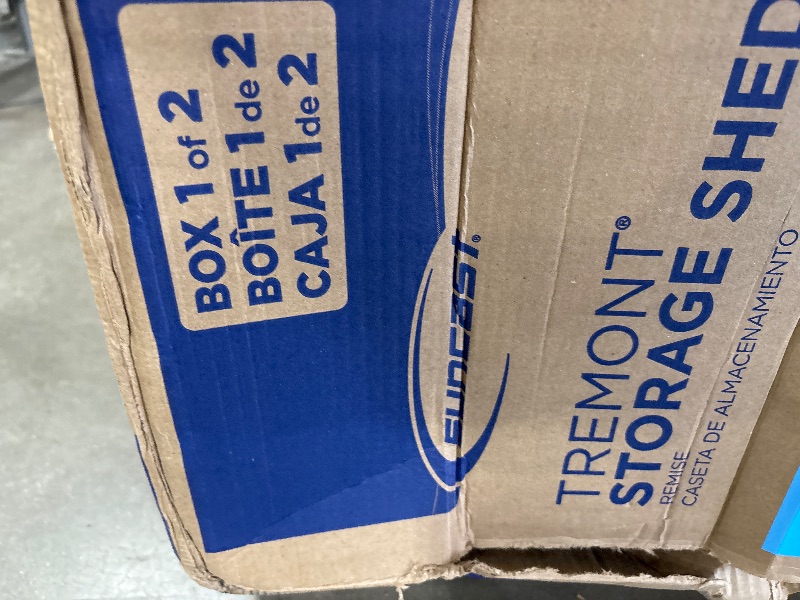 BOX 1 of 2
BOÎTE 1 de 2
CAJA 1 de 2
SUNCAST®
TREMONT®
STORAGE SHED
REMISE
CASETA DE ALMACENAMIENTO